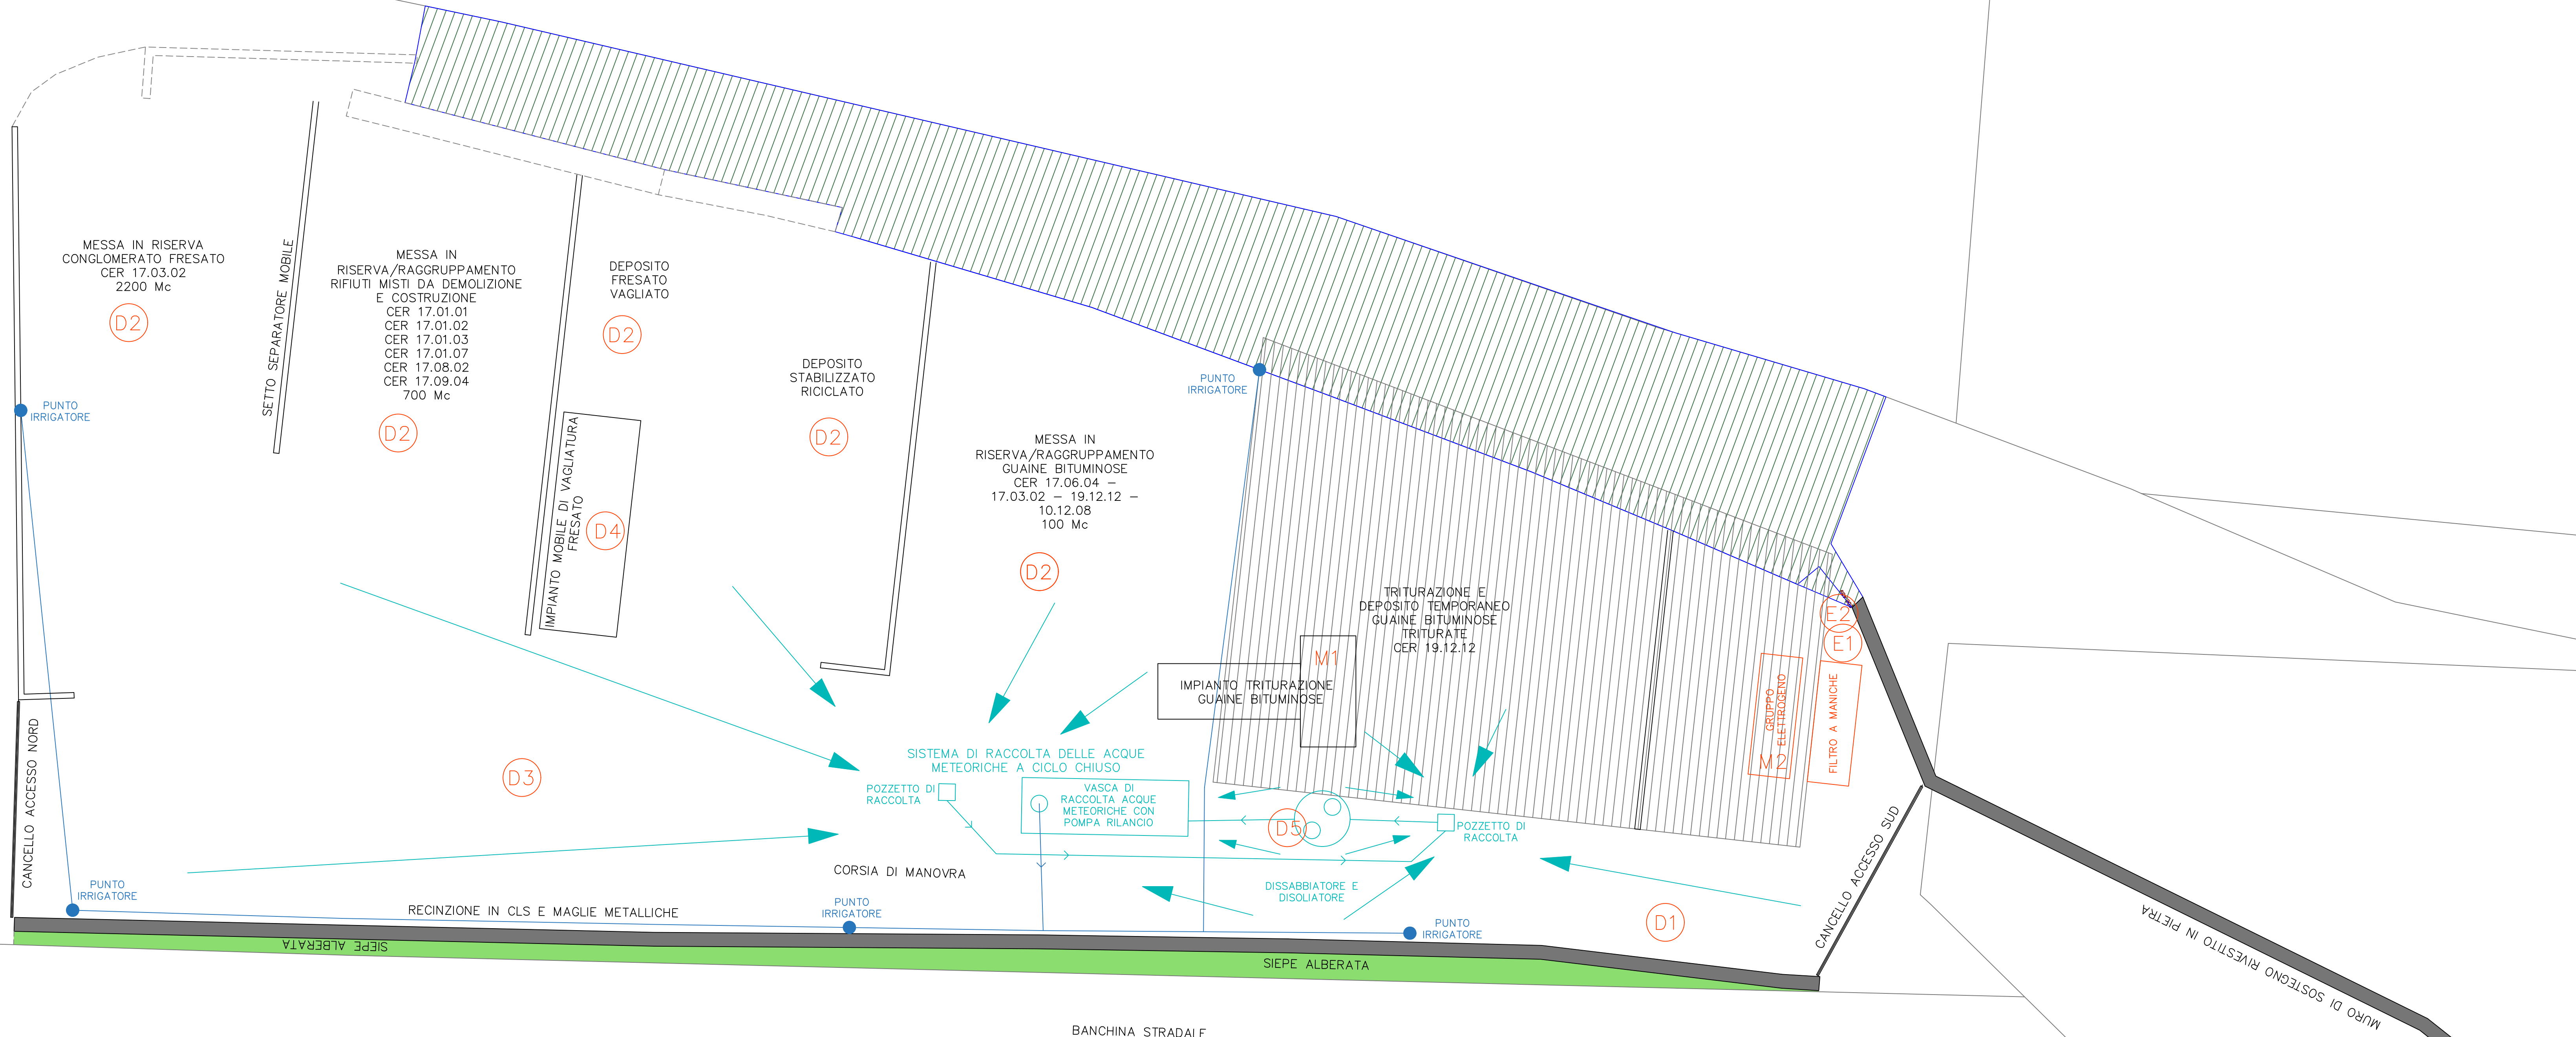 MESSA IN RISERVA
CONGLOMERATO FRESATO
CER 17.03.02
2200 Mc
D2
SETTO SEPARATORE MOBILE
MESSA IN
RISERVA/RAGGRUPPAMENTO
RIFIUTI MISTI DA DEMOLIZIONE
E COSTRUZIONE
CER 17.01.01
CER 17.01.02
CER 17.01.03
CER 17.01.07
CER 17.08.02
CER 17.09.04
700 Mc
D2
DEPOSITO
FRESATO
VAGLIATO
D2
IMPIANTO MOBILE DI VAGLIATURA
FRESATO
D4
DEPOSITO
STABILIZZATO
RICICLATO
D2
MESSA IN
RISERVA/RAGGRUPPAMENTO
GUAINE BITUMINOSE
CER 17.06.04 –
17.03.02 – 19.12.12 –
10.12.08
100 Mc
D2
PUNTO
IRRIGATORE
PUNTO
IRRIGATORE
TRITURAZIONE E
DEPOSITO TEMPORANEO
GUAINE BITUMINOSE
TRITURATE
CER 19.12.12
M1
IMPIANTO TRITURAZIONE
GUAINE BITUMINOSE
E2
E1
GRUPPO
ELETTROGENO
M2
FILTRO A MANICHE
CANCELLO ACCESSO NORD
D3
SISTEMA DI RACCOLTA DELLE ACQUE
METEORICHE A CICLO CHIUSO
POZZETTO DI
RACCOLTA
VASCA DI
RACCOLTA ACQUE
METEORICHE CON
POMPA RILANCIO
D5
POZZETTO DI
RACCOLTA
DISSABBIATORE E
DISOLIATORE
CORSIA DI MANOVRA
D1
CANCELLO ACCESSO SUD
PUNTO
IRRIGATORE
RECINZIONE IN CLS E MAGLIE METALLICHE
PUNTO
IRRIGATORE
PUNTO
IRRIGATORE
SIEPE ALBERATA
SIEPE ALBERATA
MURO DI SOSTEGNO RIVESTITO IN PIETRA
BANCHINA STRADALE